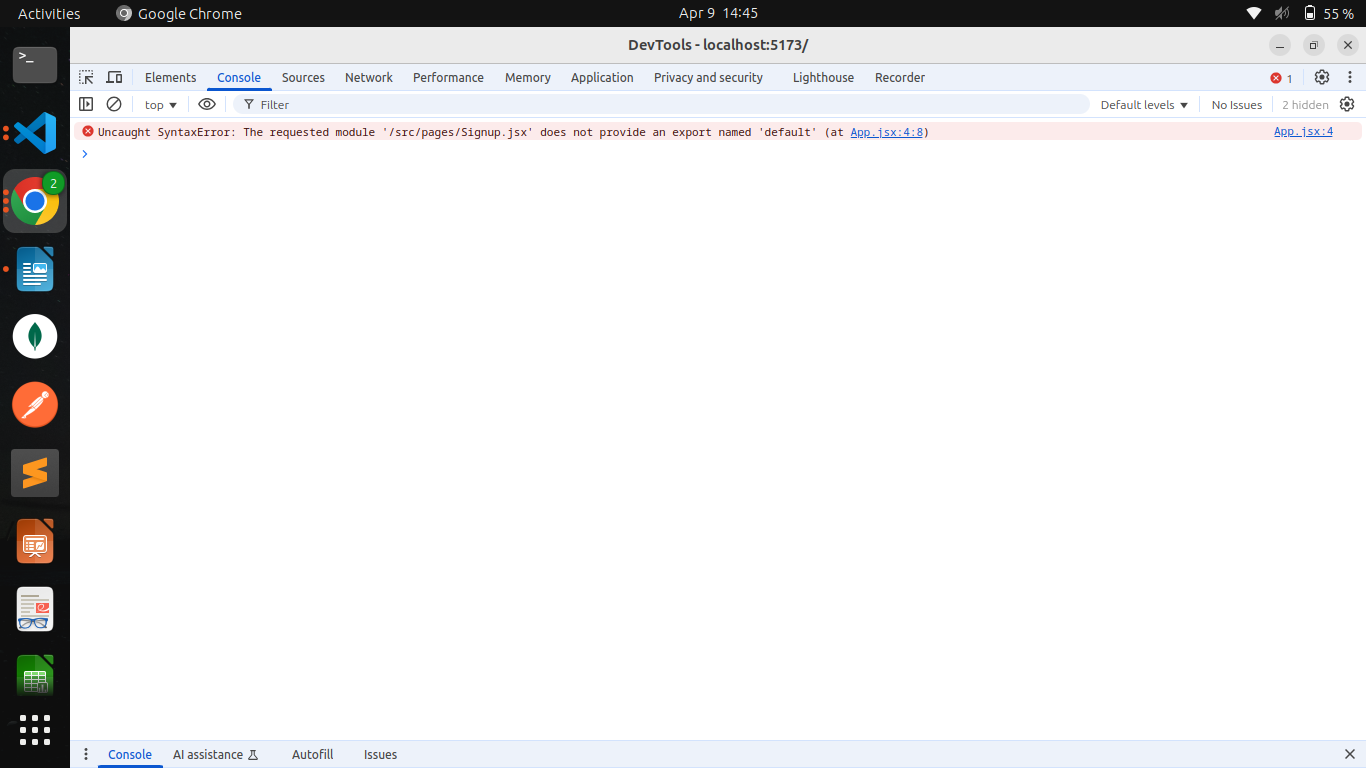 Activities Google Chrome Apr 9 14:45 55 %
DevTools - localhost:5173/
Elements Console Sources Network Performance Memory Application Privacy and security Lighthouse Recorder 1
top Filter Default levels No Issues 2 hidden
Uncaught SyntaxError: The requested module '/src/pages/Signup.jsx' does not provide an export named 'default' (at App.jsx:4:8) App.jsx:4
>_
2
Console AI assistance Autofill Issues